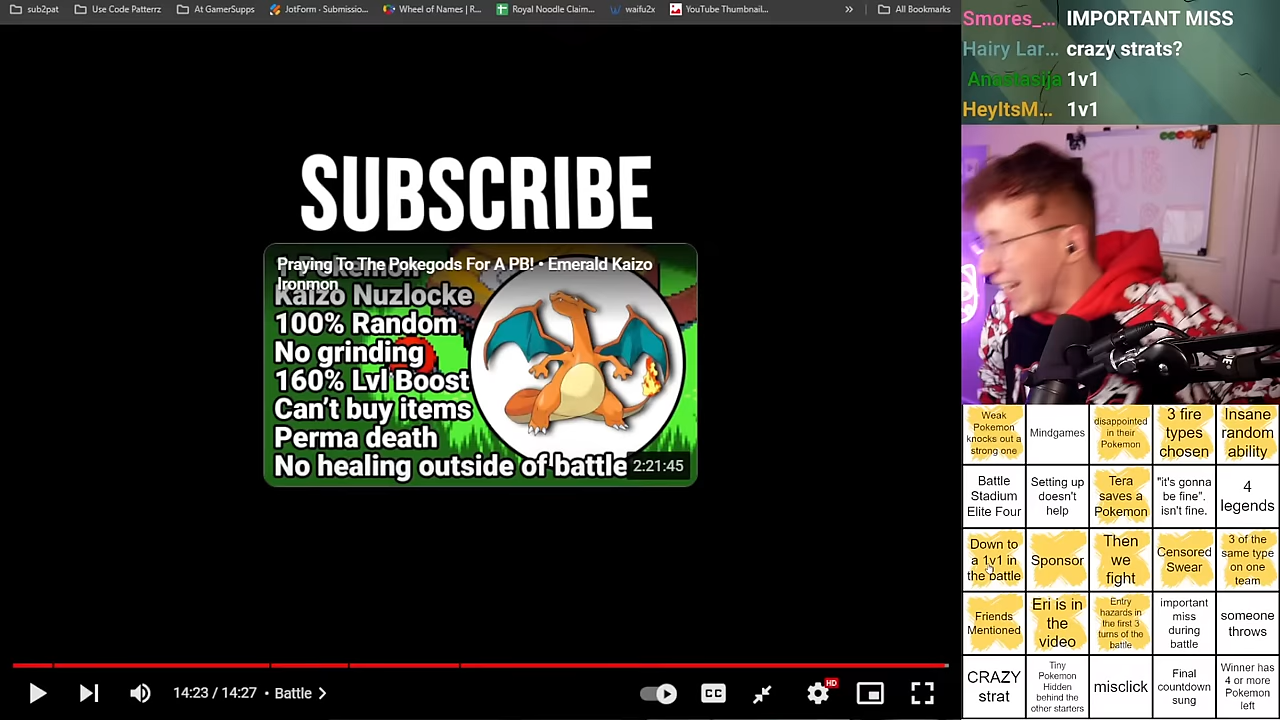 sub2pat
Use Code Patterrz
At GamerSupps
JotForm · Submissio...
Wheel of Names | R...
Royal Noodle Claim...
waifu2x
YouTube Thumbnail...
»
All Bookmarks
Smores_... IMPORTANT MISS
Hairy Lar... crazy strats?
Anastasija 1v1
HeyItsM... 1v1
SUBSCRIBE
Praying To The Pokegods For A PB! • Emerald Kaizo
Ironmon
Kaizo Nuzlocke
100% Random
No grinding
160% Lvl Boost
Can't buy items
Perma death
No healing outside of battle
2:21:45
Weak
Pokemon
knocks out a
strong one
Mindgames
disappointed
in their
Pokemon
3 fire
types
chosen
Insane
random
ability
Battle
Stadium
Elite Four
Setting up
doesn't
help
Tera
saves a
Pokemon
"it's gonna
be fine".
isn't fine.
4
legends
Down to
a 1v1 in
the battle
Sponsor
Then
we
fight
Censored
Swear
3 of the
same type
on one
team
Friends
Mentioned
Eri is in
the
video
Entry
hazards in
the first 3
turns of the
battle
important
miss
during
battle
someone
throws
CRAZY
strat
Tiny
Pokemon
Hidden
behind the
other starters
misclick
Final
countdown
sung
Winner has
4 or more
Pokemon
left
14:23 / 14:27 • Battle >
CC
HD